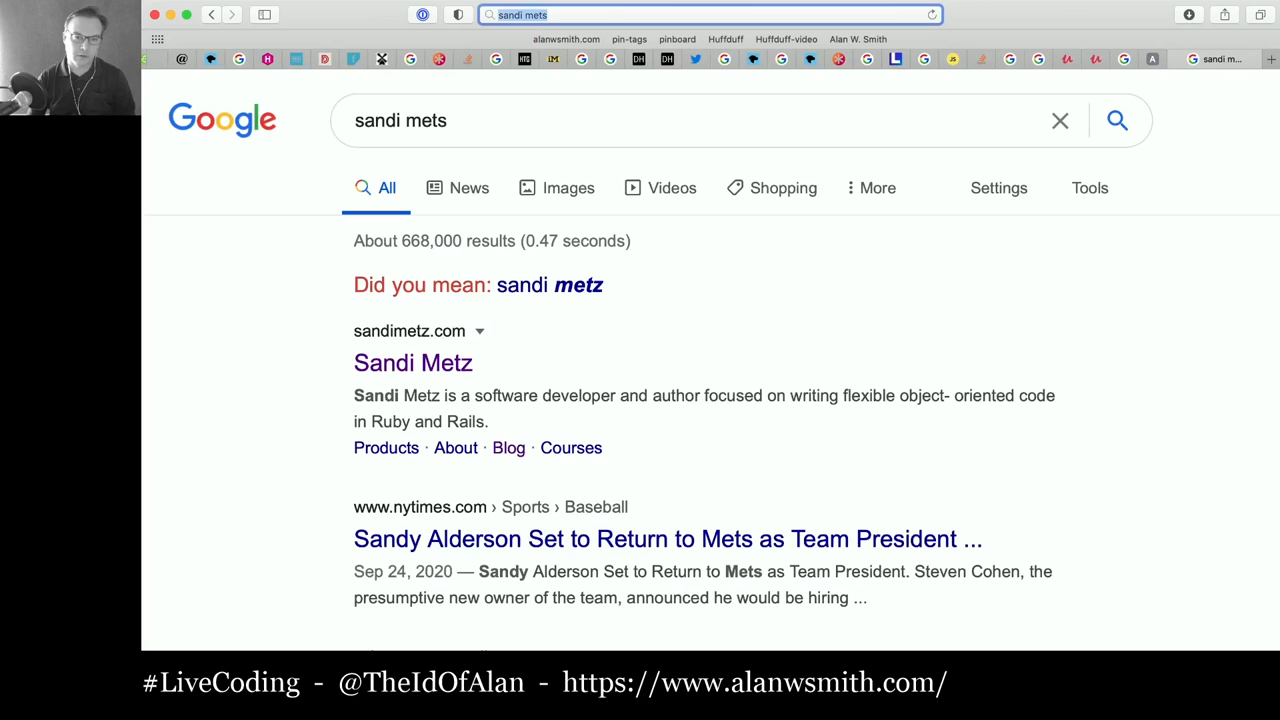 sandi mets
alanwsmith.com pin-tags pinboard Huffduff Huffduff-video Alan W. Smith
@ DH DH JS A sandi m...
Google
sandi mets
All News Images Videos Shopping More Settings Tools
About 668,000 results (0.47 seconds)
Did you mean: sandi metz
sandimetz.com
Sandi Metz
Sandi Metz is a software developer and author focused on writing flexible object- oriented code
in Ruby and Rails.
Products · About · Blog · Courses
www.nytimes.com › Sports › Baseball
Sandy Alderson Set to Return to Mets as Team President ...
Sep 24, 2020 — Sandy Alderson Set to Return to Mets as Team President. Steven Cohen, the
presumptive new owner of the team, announced he would be hiring ...
#LiveCoding - @TheIdOfAlan - https://www.alanwsmith.com/